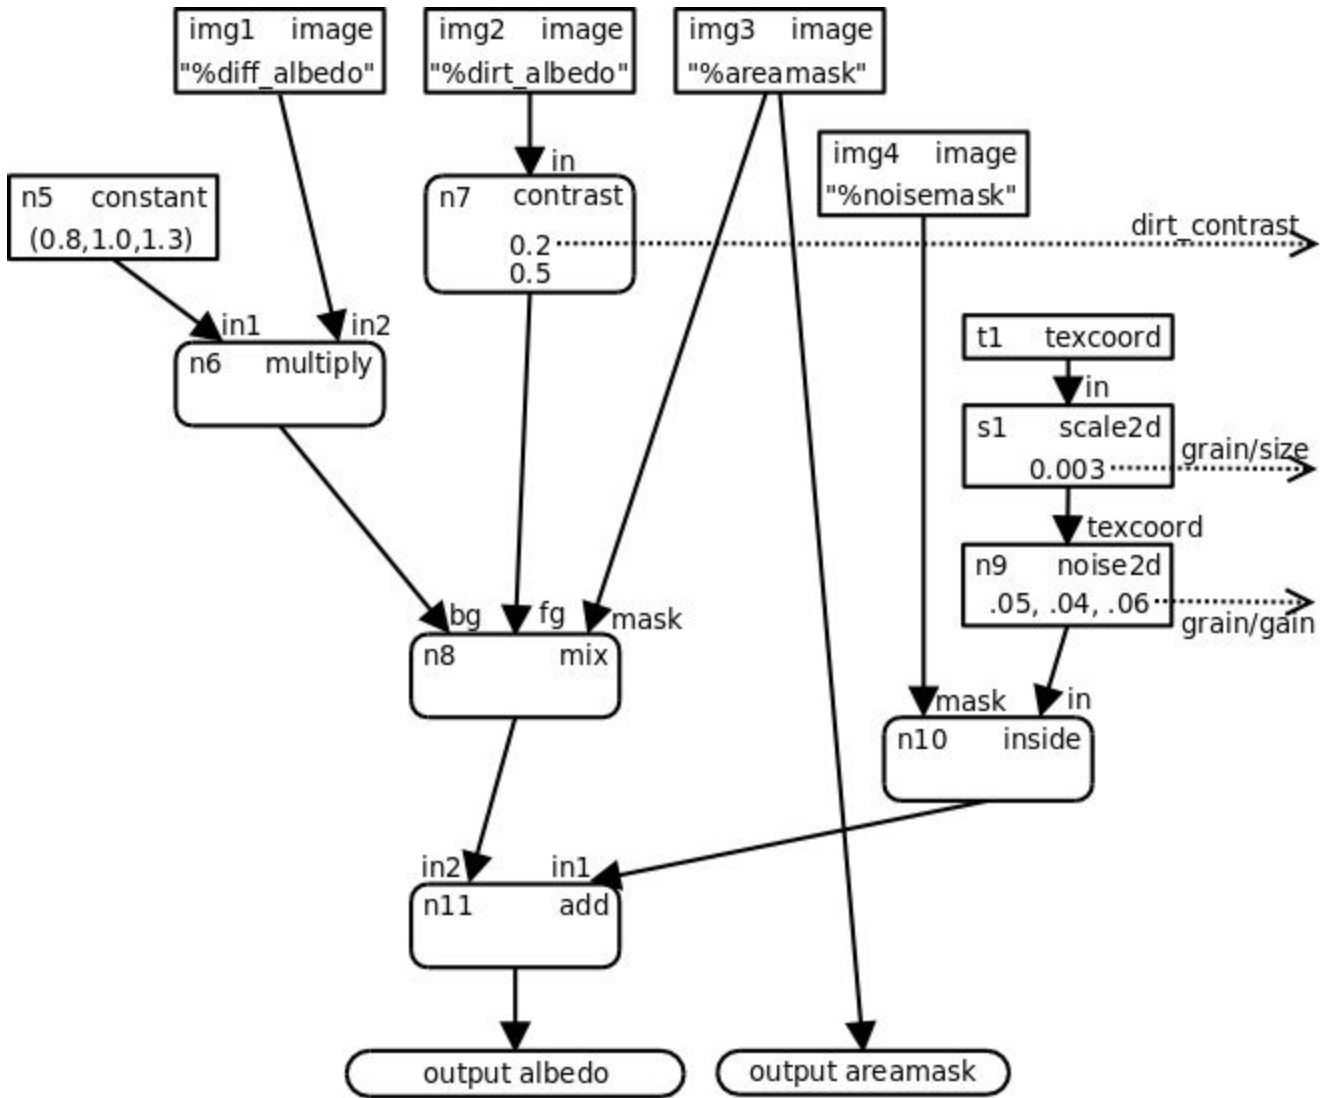 img1 image
"%diff_albedo"
img2 image
"%dirt_albedo"
img3 image
"%areamask"
img4 image
"%noisemask"
n5 constant
(0.8,1.0,1.3)
in
n7 contrast
0.2
0.5
dirt_contrast
in1
in2
n6 multiply
t1 texcoord
in
s1 scale2d
0.003
grain/size
texcoord
n9 noise2d
.05, .04, .06
grain/gain
bg
fg
mask
n8 mix
mask
in
n10 inside
in2
in1
n11 add
output albedo
output areamask